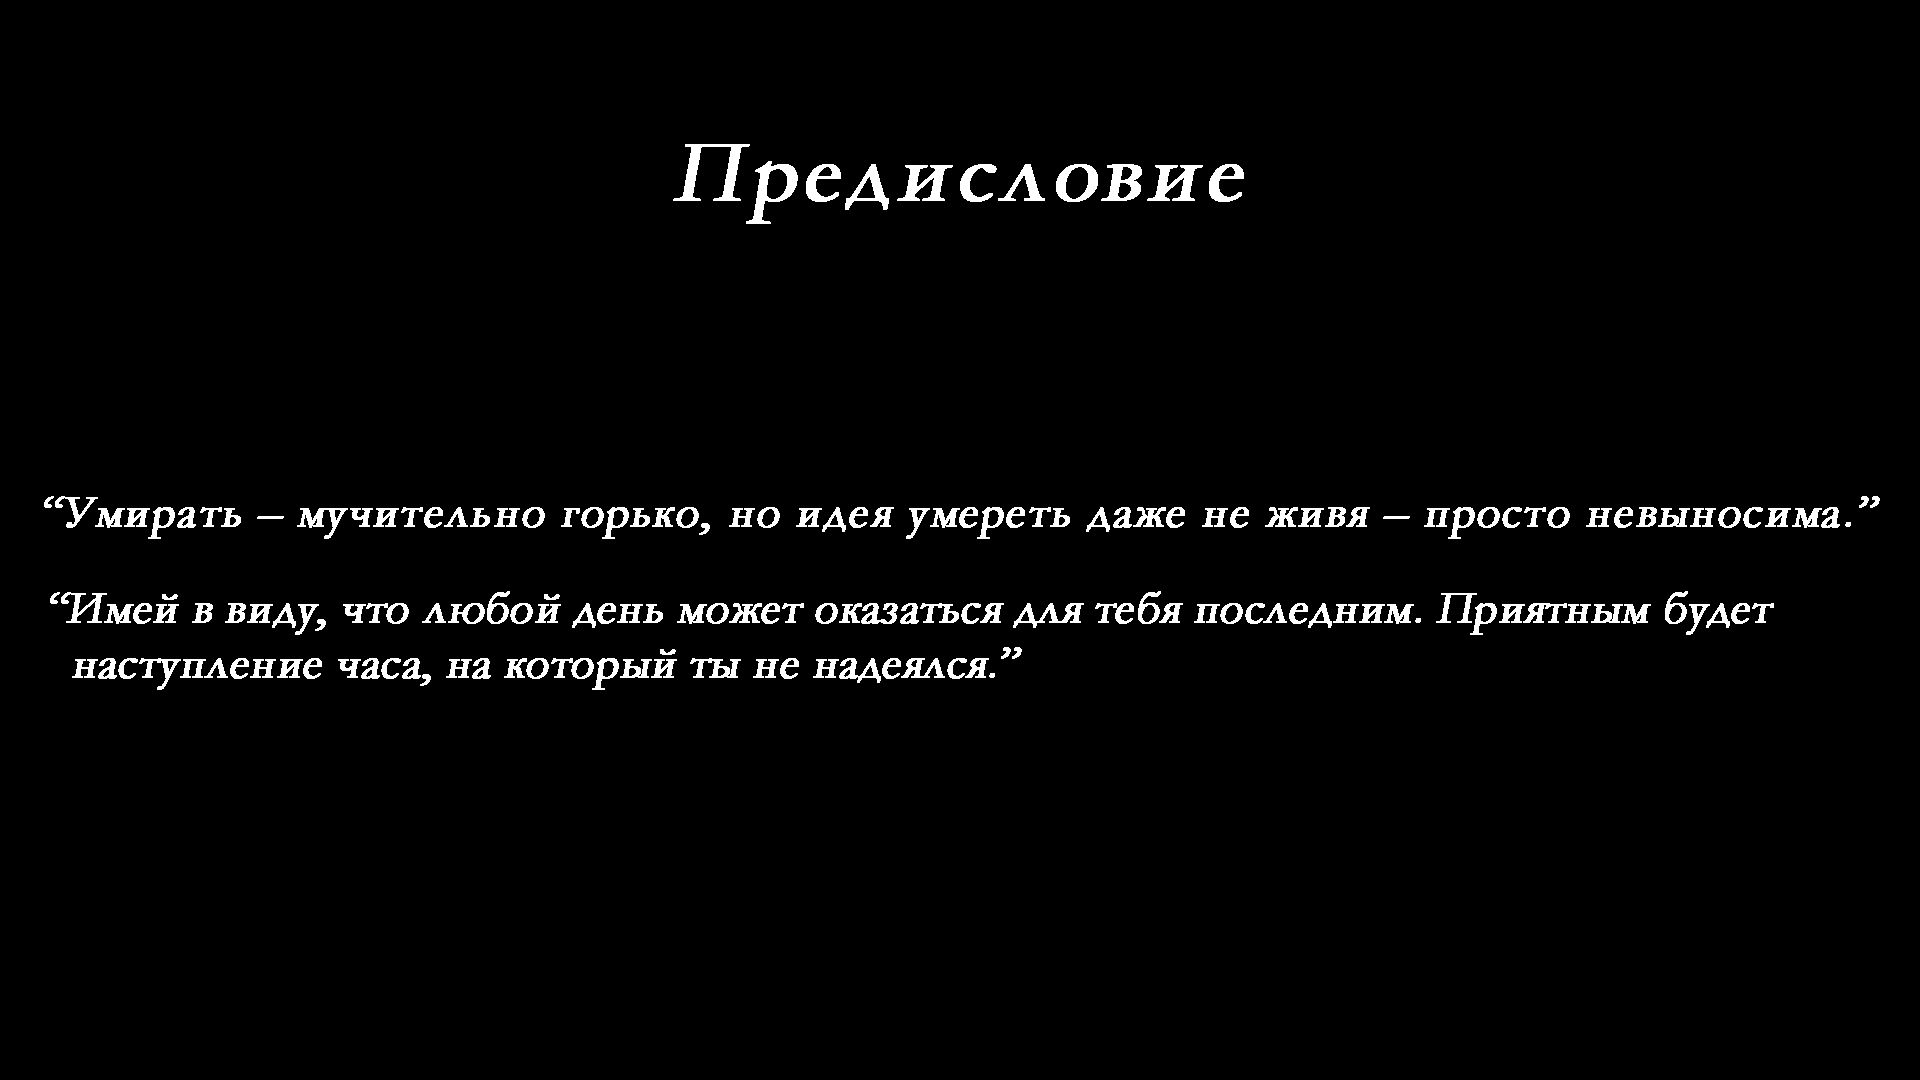 Предисловие
“Умирать – мучительно горько, но идея умереть даже не живя – просто невыносима.”
“Имей в виду, что любой день может оказаться для тебя последним. Приятным будет
наступление часа, на который ты не надеялся.”